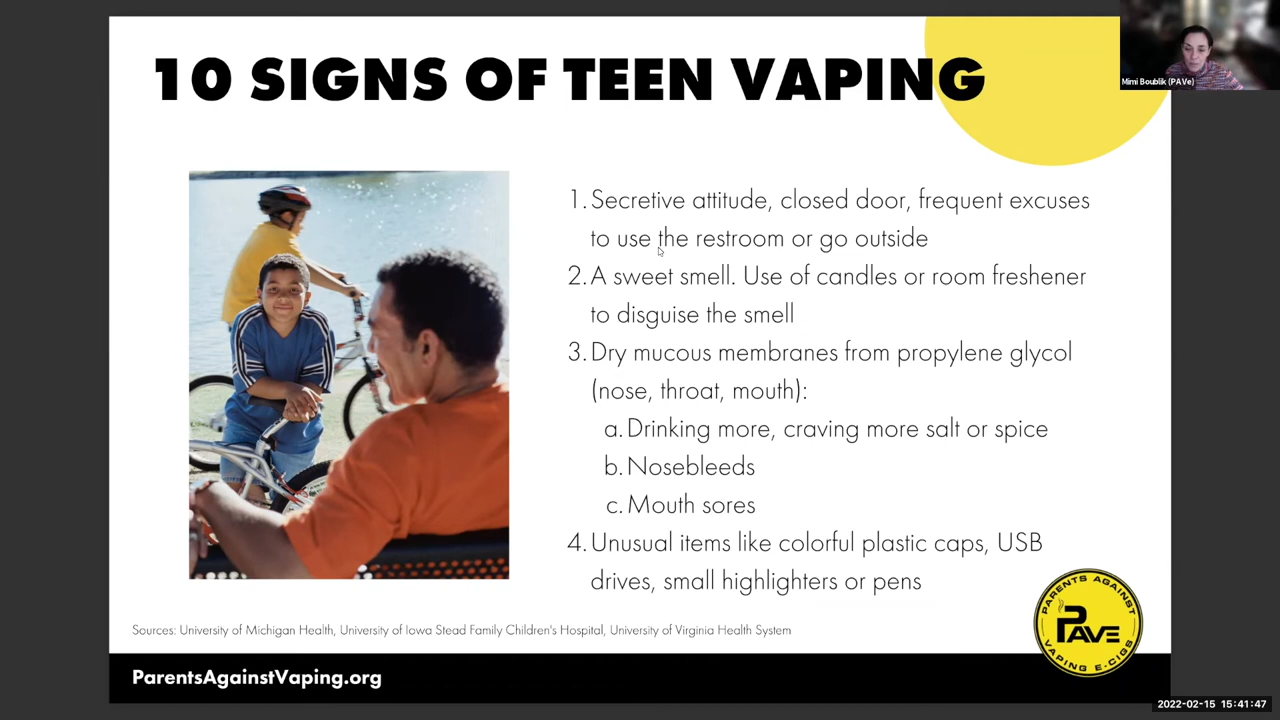 10 SIGNS OF TEEN VAPING
Mimi Boublik (PAVe)
1. Secretive attitude, closed door, frequent excuses
to use the restroom or go outside
2. A sweet smell. Use of candles or room freshener
to disguise the smell
3. Dry mucous membranes from propylene glycol
(nose, throat, mouth):
a. Drinking more, craving more salt or spice
b. Nosebleeds
c. Mouth sores
4. Unusual items like colorful plastic caps, USB
drives, small highlighters or pens
Sources: University of Michigan Health, University of Iowa Stead Family Children's Hospital, University of Virginia Health System
PARENTS AGAINST
PAVE
VAPING E-CIGS
ParentsAgainstVaping.org
2022-02-15 15:41:47